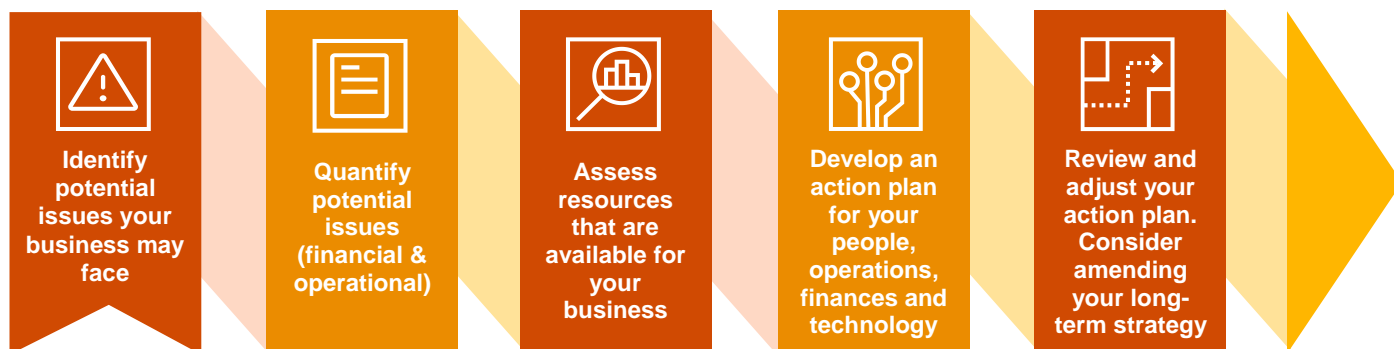 Identify
potential
issues your
business may
face
Quantify
potential
issues
(financial &
operational)
Assess
resources
that are
available for
your
business
Develop an
action plan
for your
people,
operations,
finances and
technology
Review and
adjust your
action plan.
Consider
amending
your long-
term strategy